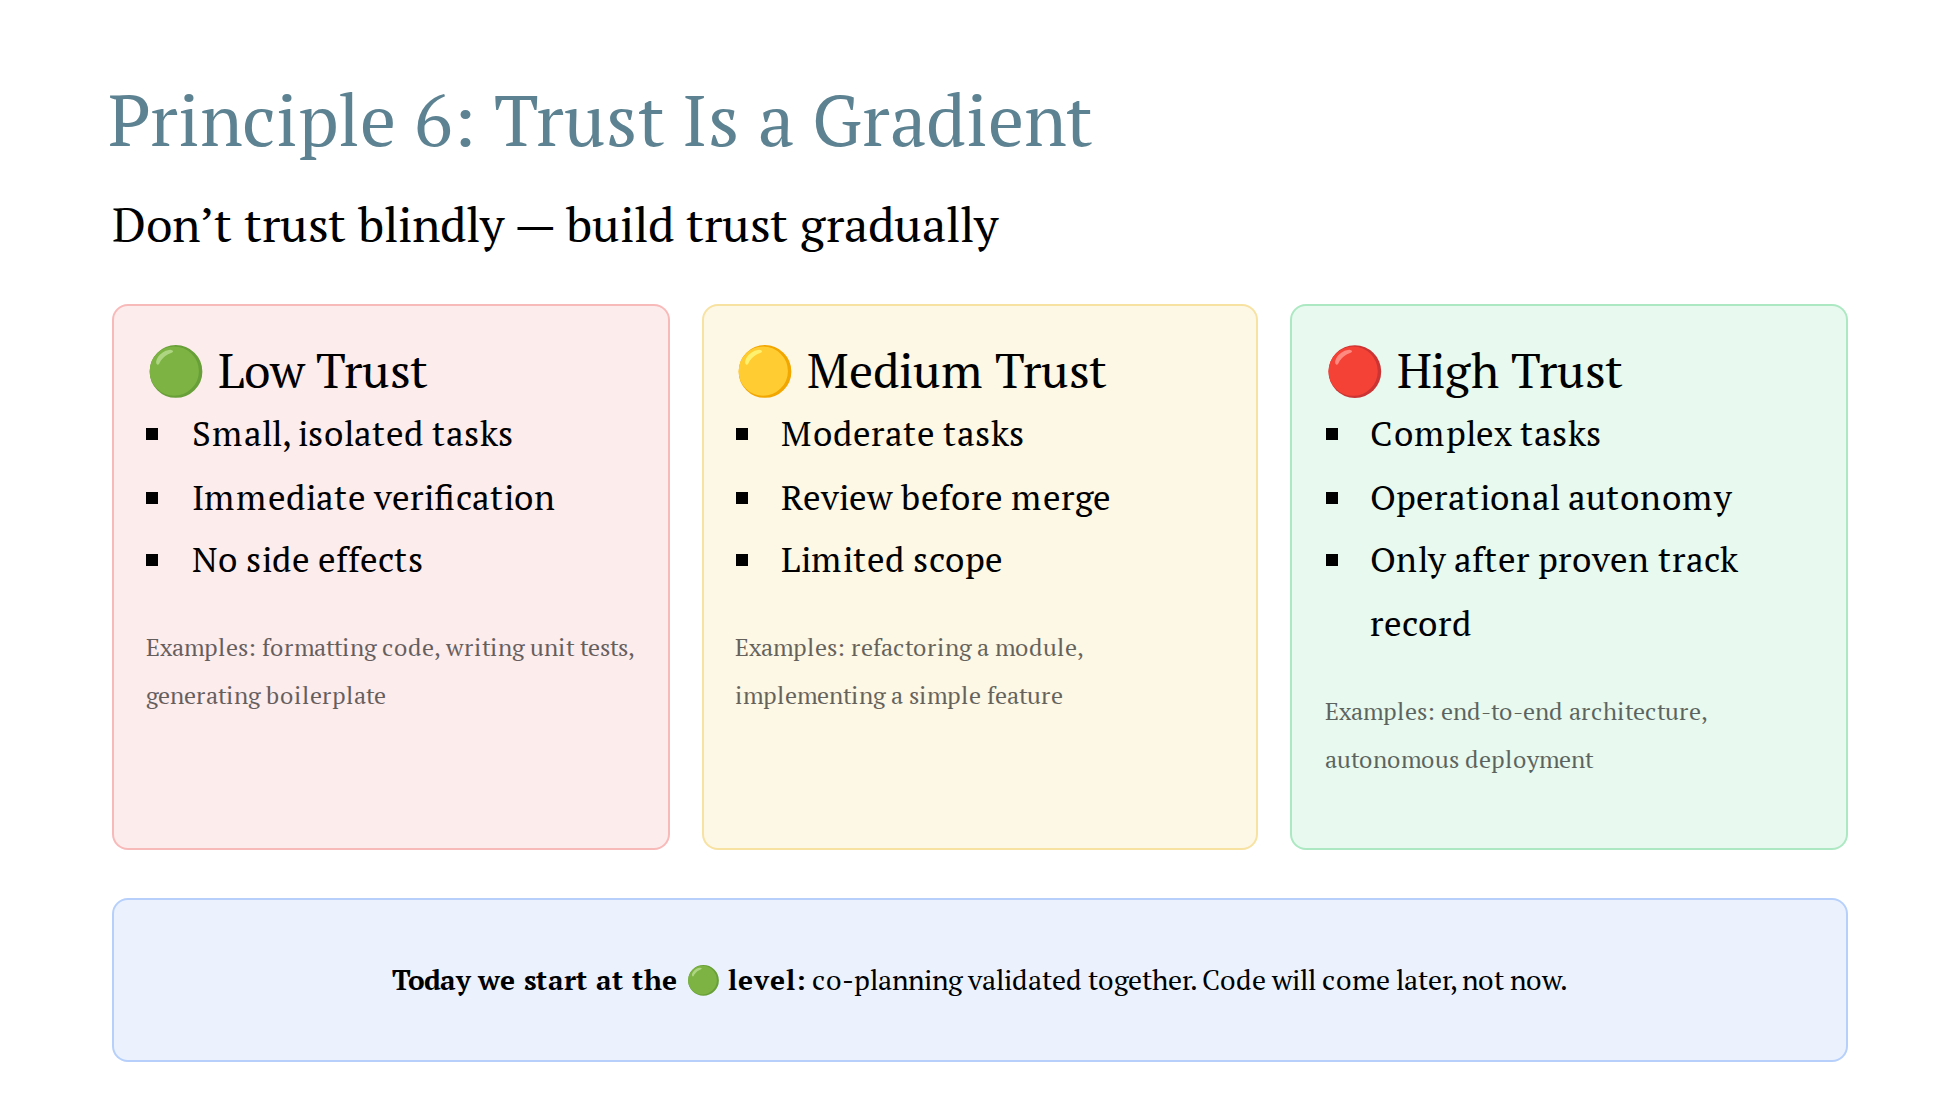 Principle 6: Trust Is a Gradient
Don’t trust blindly — build trust gradually
🟢 Low Trust
▪ Small, isolated tasks
▪ Immediate verification
▪ No side effects
Examples: formatting code, writing unit tests,
generating boilerplate
🟡 Medium Trust
▪ Moderate tasks
▪ Review before merge
▪ Limited scope
Examples: refactoring a module,
implementing a simple feature
🔴 High Trust
▪ Complex tasks
▪ Operational autonomy
▪ Only after proven track
record
Examples: end-to-end architecture,
autonomous deployment
Today we start at the 🟢 level: co-planning validated together. Code will come later, not now.